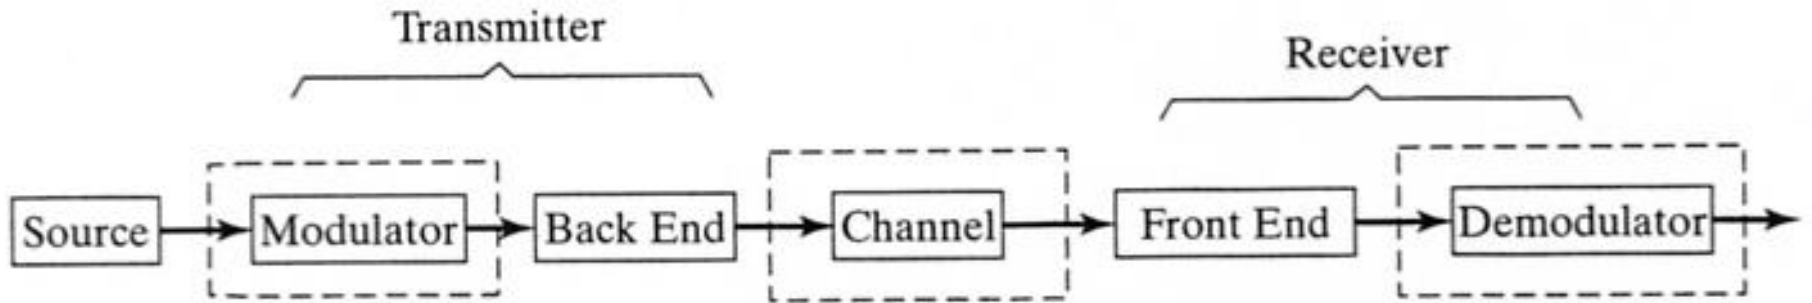 Transmitter
Receiver
Source
Modulator
Back End
Channel
Front End
Demodulator